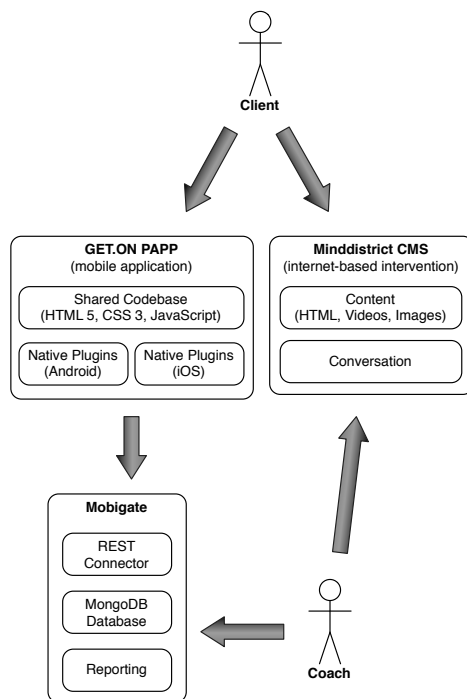 Client
GET.ON PAPP
(mobile application)
Shared Codebase
(HTML 5, CSS 3, JavaScript)
Native Plugins
(Android)
Native Plugins
(iOS)
Minddistrict CMS
(internet-based intervention)
Content
(HTML, Videos, Images)
Conversation
Mobigate
REST
Connector
MongoDB
Database
Reporting
Coach